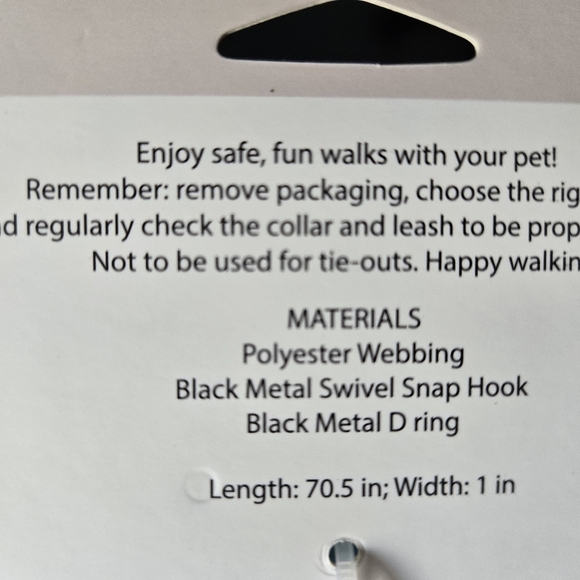 Enjoy safe, fun walks with your pet!
Remember: remove packaging, choose the
regularly check the collar and leash to be
Not to be used for tie-outs. Happy
MATERIALS
Polyester Webbing
Black Metal Swivel Snap Hook
Black Metal D ring
Length: 70.5 in; Width: 1 in